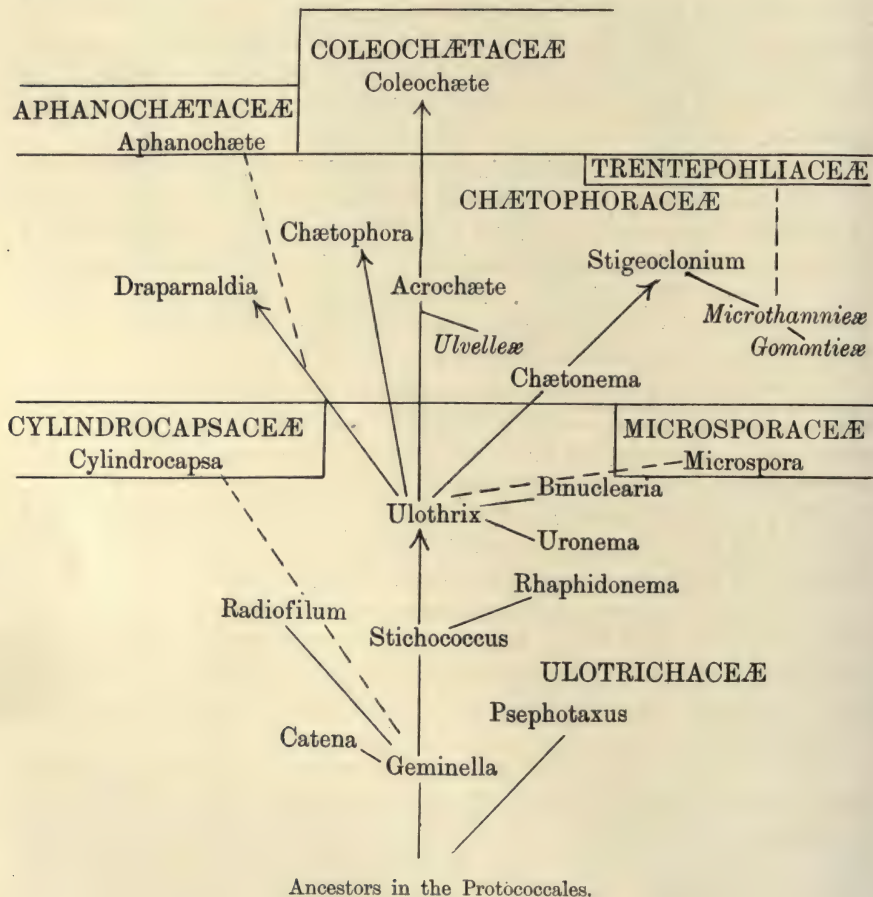 COLEOCHÆTACEÆ
Coleochæte
APHANOCHÆTACEÆ
Aphanochæte
TRENTEPOHLIACEÆ
CHÆTOPHORACEÆ
Chætophora
Stigeoclonium
Draparnaldia
Acrochæte
Microthamnieæ
Ulvelleæ
Gomontieæ
Chætonema
CYLINDROCAPSACEÆ
Cylindrocapsa
MICROSPORACEÆ
Microspora
Binuclearia
Ulothrix
Uronema
Rhaphidonema
Radiofilum
Stichococcus
ULOTRICHACEÆ
Psephotaxus
Catena
Geminella
Ancestors in the Protococcales.